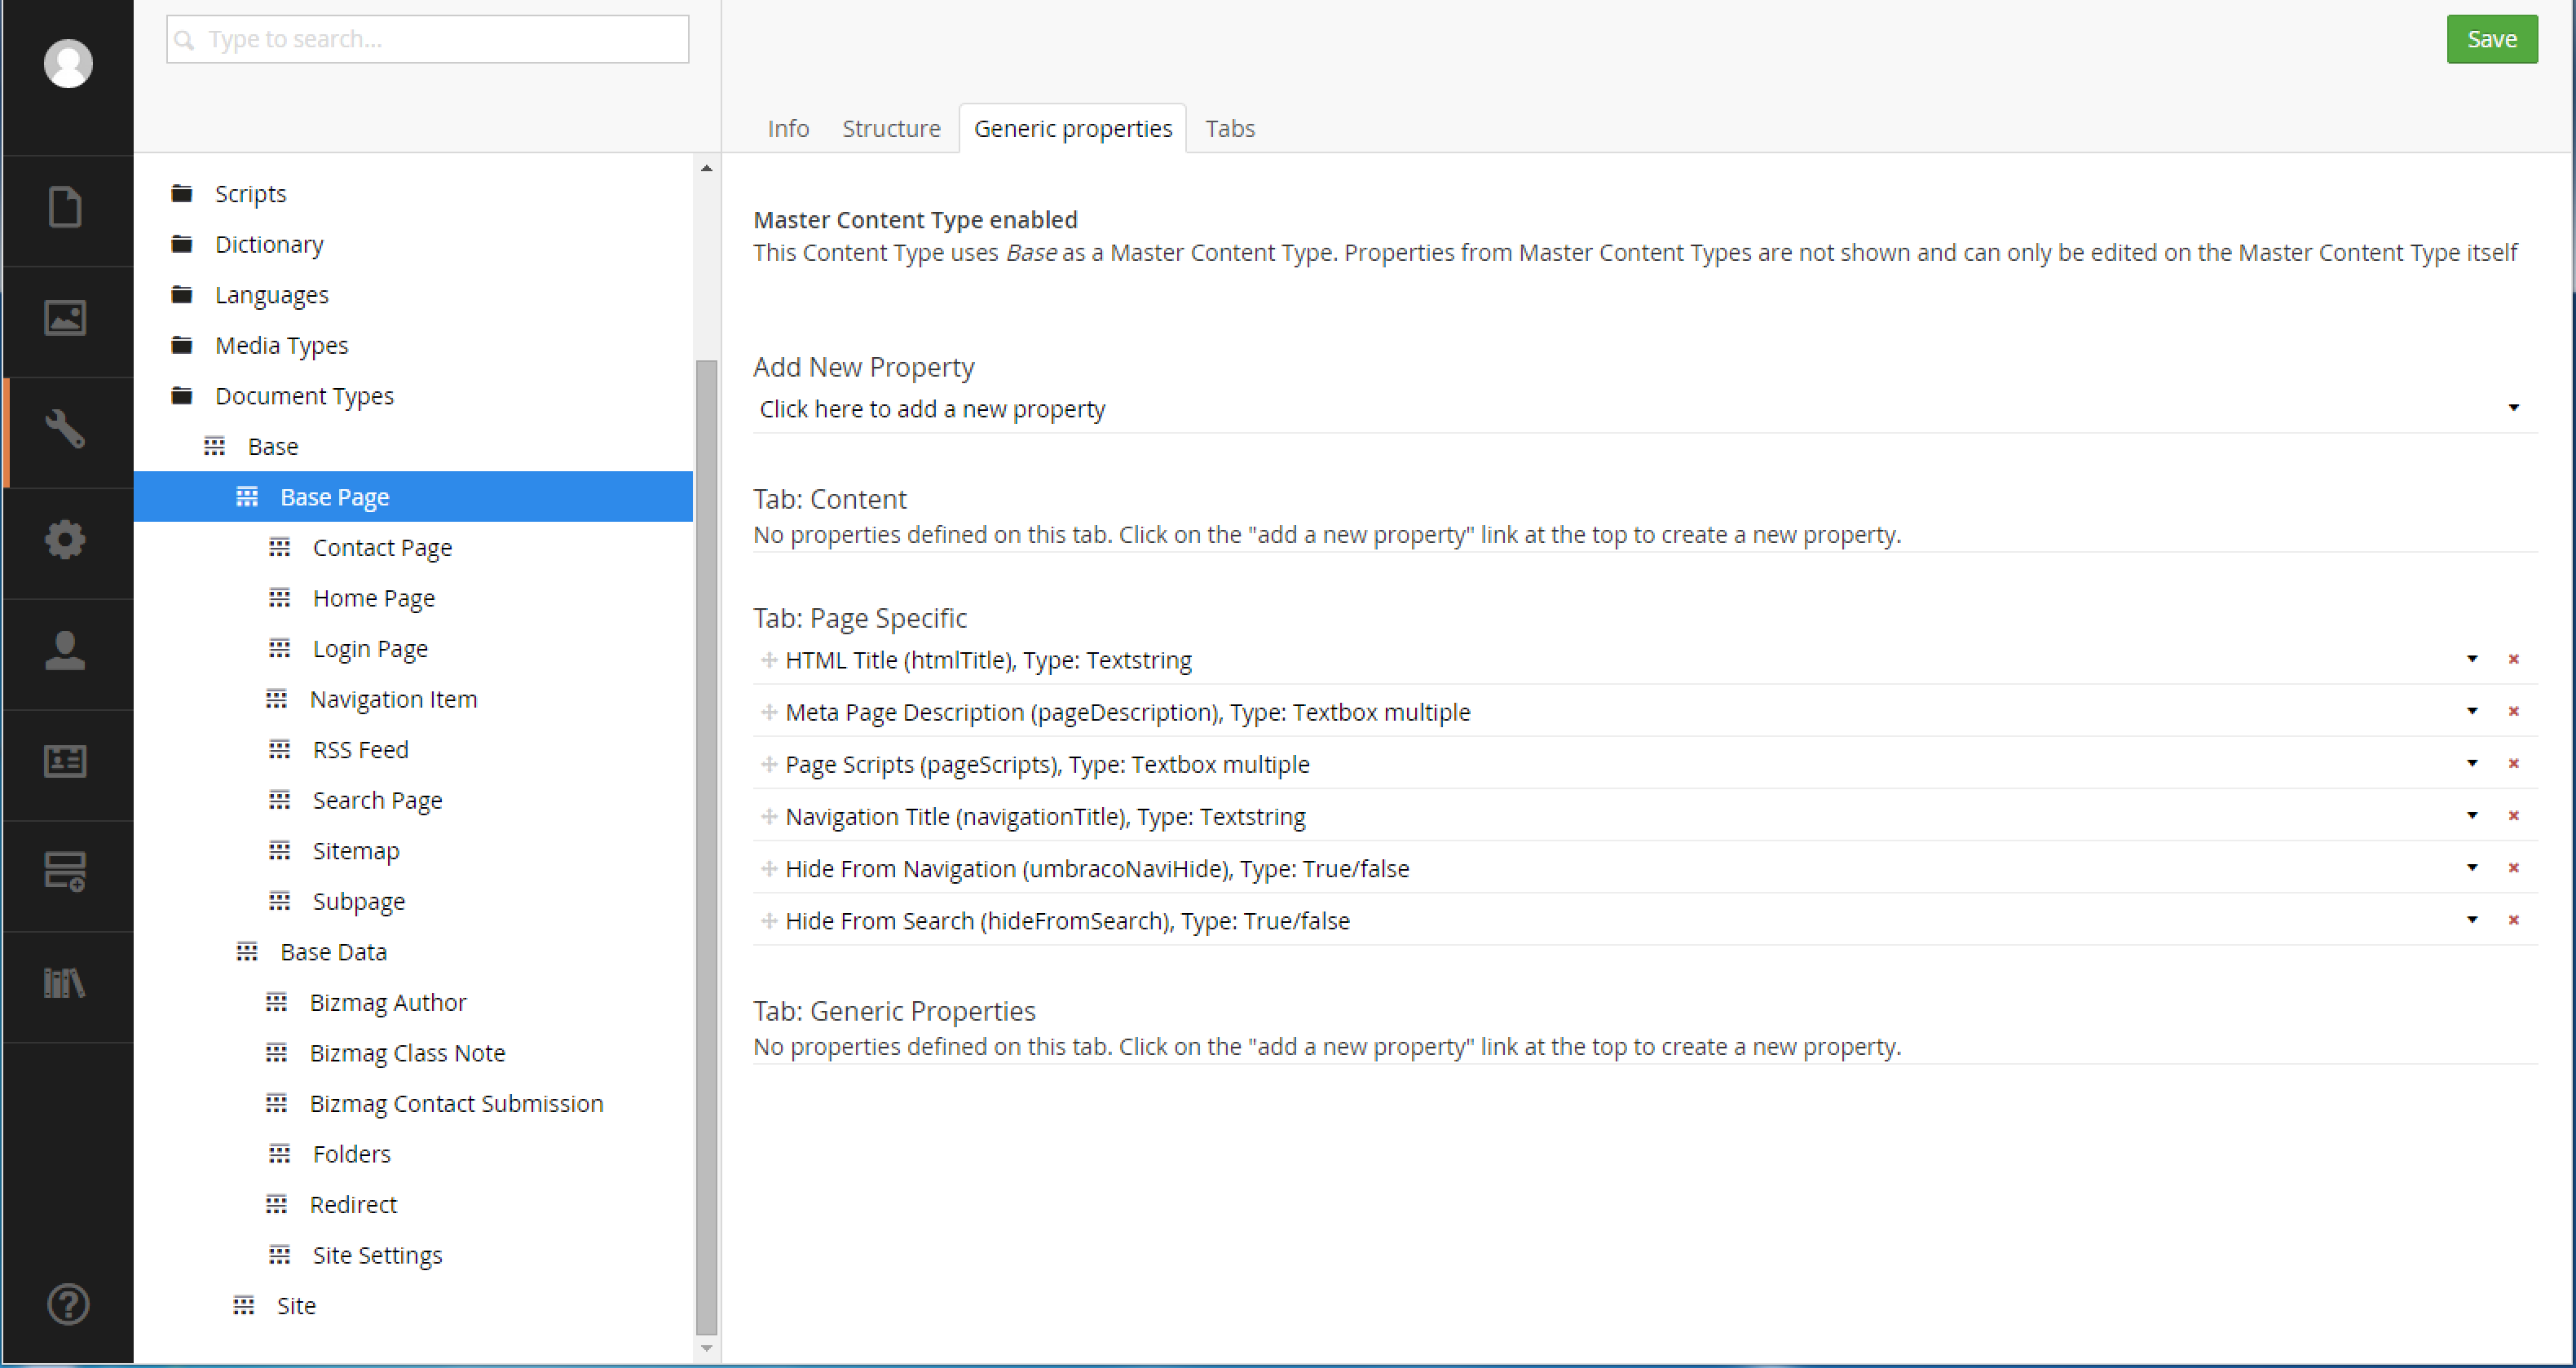 Type to search...
Save
Info
Structure
Generic properties
Tabs
Scripts
Dictionary
Languages
Media Types
Document Types
Base
Base Page
Contact Page
Home Page
Login Page
Navigation Item
RSS Feed
Search Page
Sitemap
Subpage
Base Data
Bizmag Author
Bizmag Class Note
Bizmag Contact Submission
Folders
Redirect
Site Settings
Site
Master Content Type enabled
This Content Type uses Base as a Master Content Type. Properties from Master Content Types are not shown and can only be edited on the Master Content Type itself
Add New Property
Click here to add a new property
Tab: Content
No properties defined on this tab. Click on the "add a new property" link at the top to create a new property.
Tab: Page Specific
HTML Title (htmlTitle), Type: Textstring
Meta Page Description (pageDescription), Type: Textbox multiple
Page Scripts (pageScripts), Type: Textbox multiple
Navigation Title (navigationTitle), Type: Textstring
Hide From Navigation (umbracoNaviHide), Type: True/false
Hide From Search (hideFromSearch), Type: True/false
Tab: Generic Properties
No properties defined on this tab. Click on the "add a new property" link at the top to create a new property.